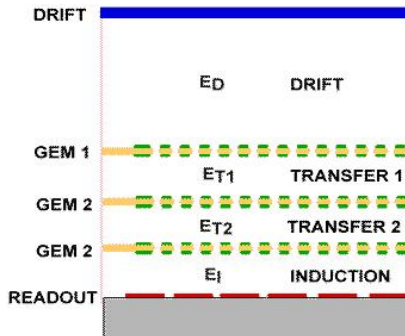 DRIFT
ED DRIFT
GEM 1
ET1 TRANSFER 1
GEM 2
ET2 TRANSFER 2
GEM 2
EI INDUCTION
READOUT